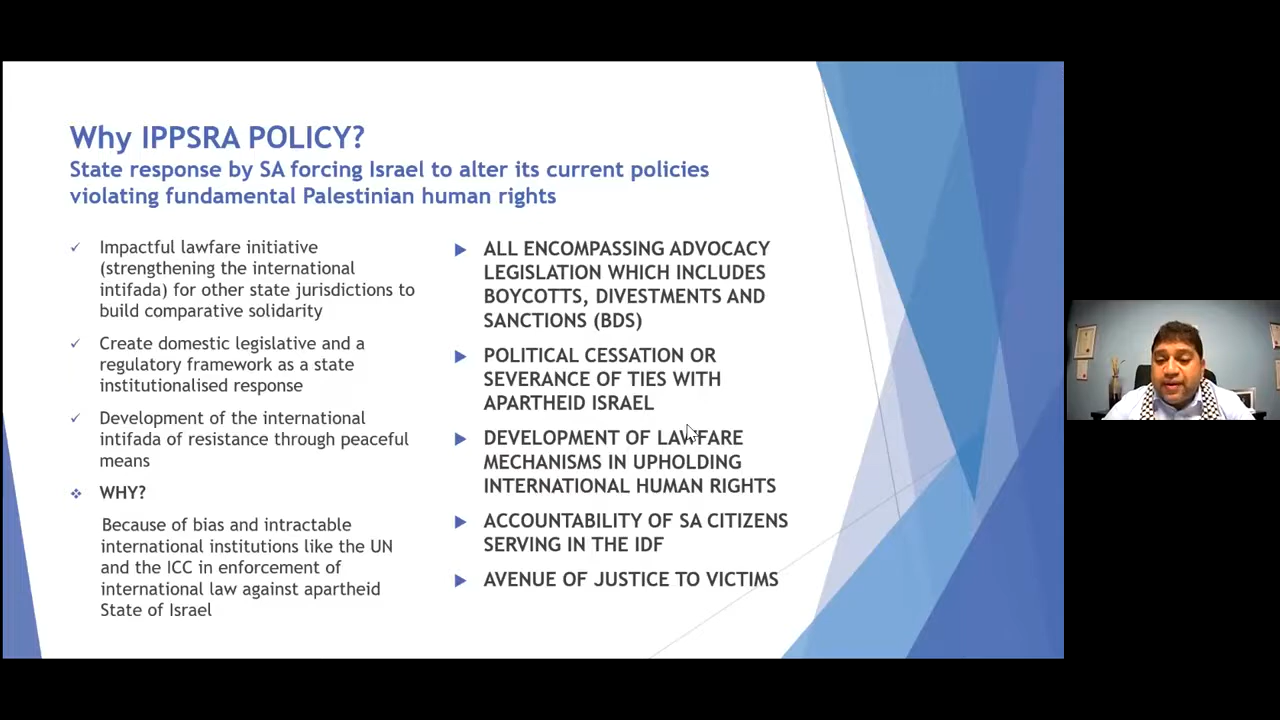 Why IPPSRA POLICY?
State response by SA forcing Israel to alter its current policies
violating fundamental Palestinian human rights
Impactful lawfare initiative
(strengthening the international
intifada) for other state jurisdictions to
build comparative solidarity
Create domestic legislative and a
regulatory framework as a state
institutionalised response
Development of the international
intifada of resistance through peaceful
means
WHY?
Because of bias and intractable
international institutions like the UN
and the ICC in enforcement of
international law against apartheid
State of Israel
ALL ENCOMPASSING ADVOCACY
LEGISLATION WHICH INCLUDES
BOYCOTTS, DIVESTMENTS AND
SANCTIONS (BDS)
POLITICAL CESSATION OR
SEVERANCE OF TIES WITH
APARTHEID ISRAEL
DEVELOPMENT OF LAWFARE
MECHANISMS IN UPHOLDING
INTERNATIONAL HUMAN RIGHTS
ACCOUNTABILITY OF SA CITIZENS
SERVING IN THE IDF
AVENUE OF JUSTICE TO VICTIMS